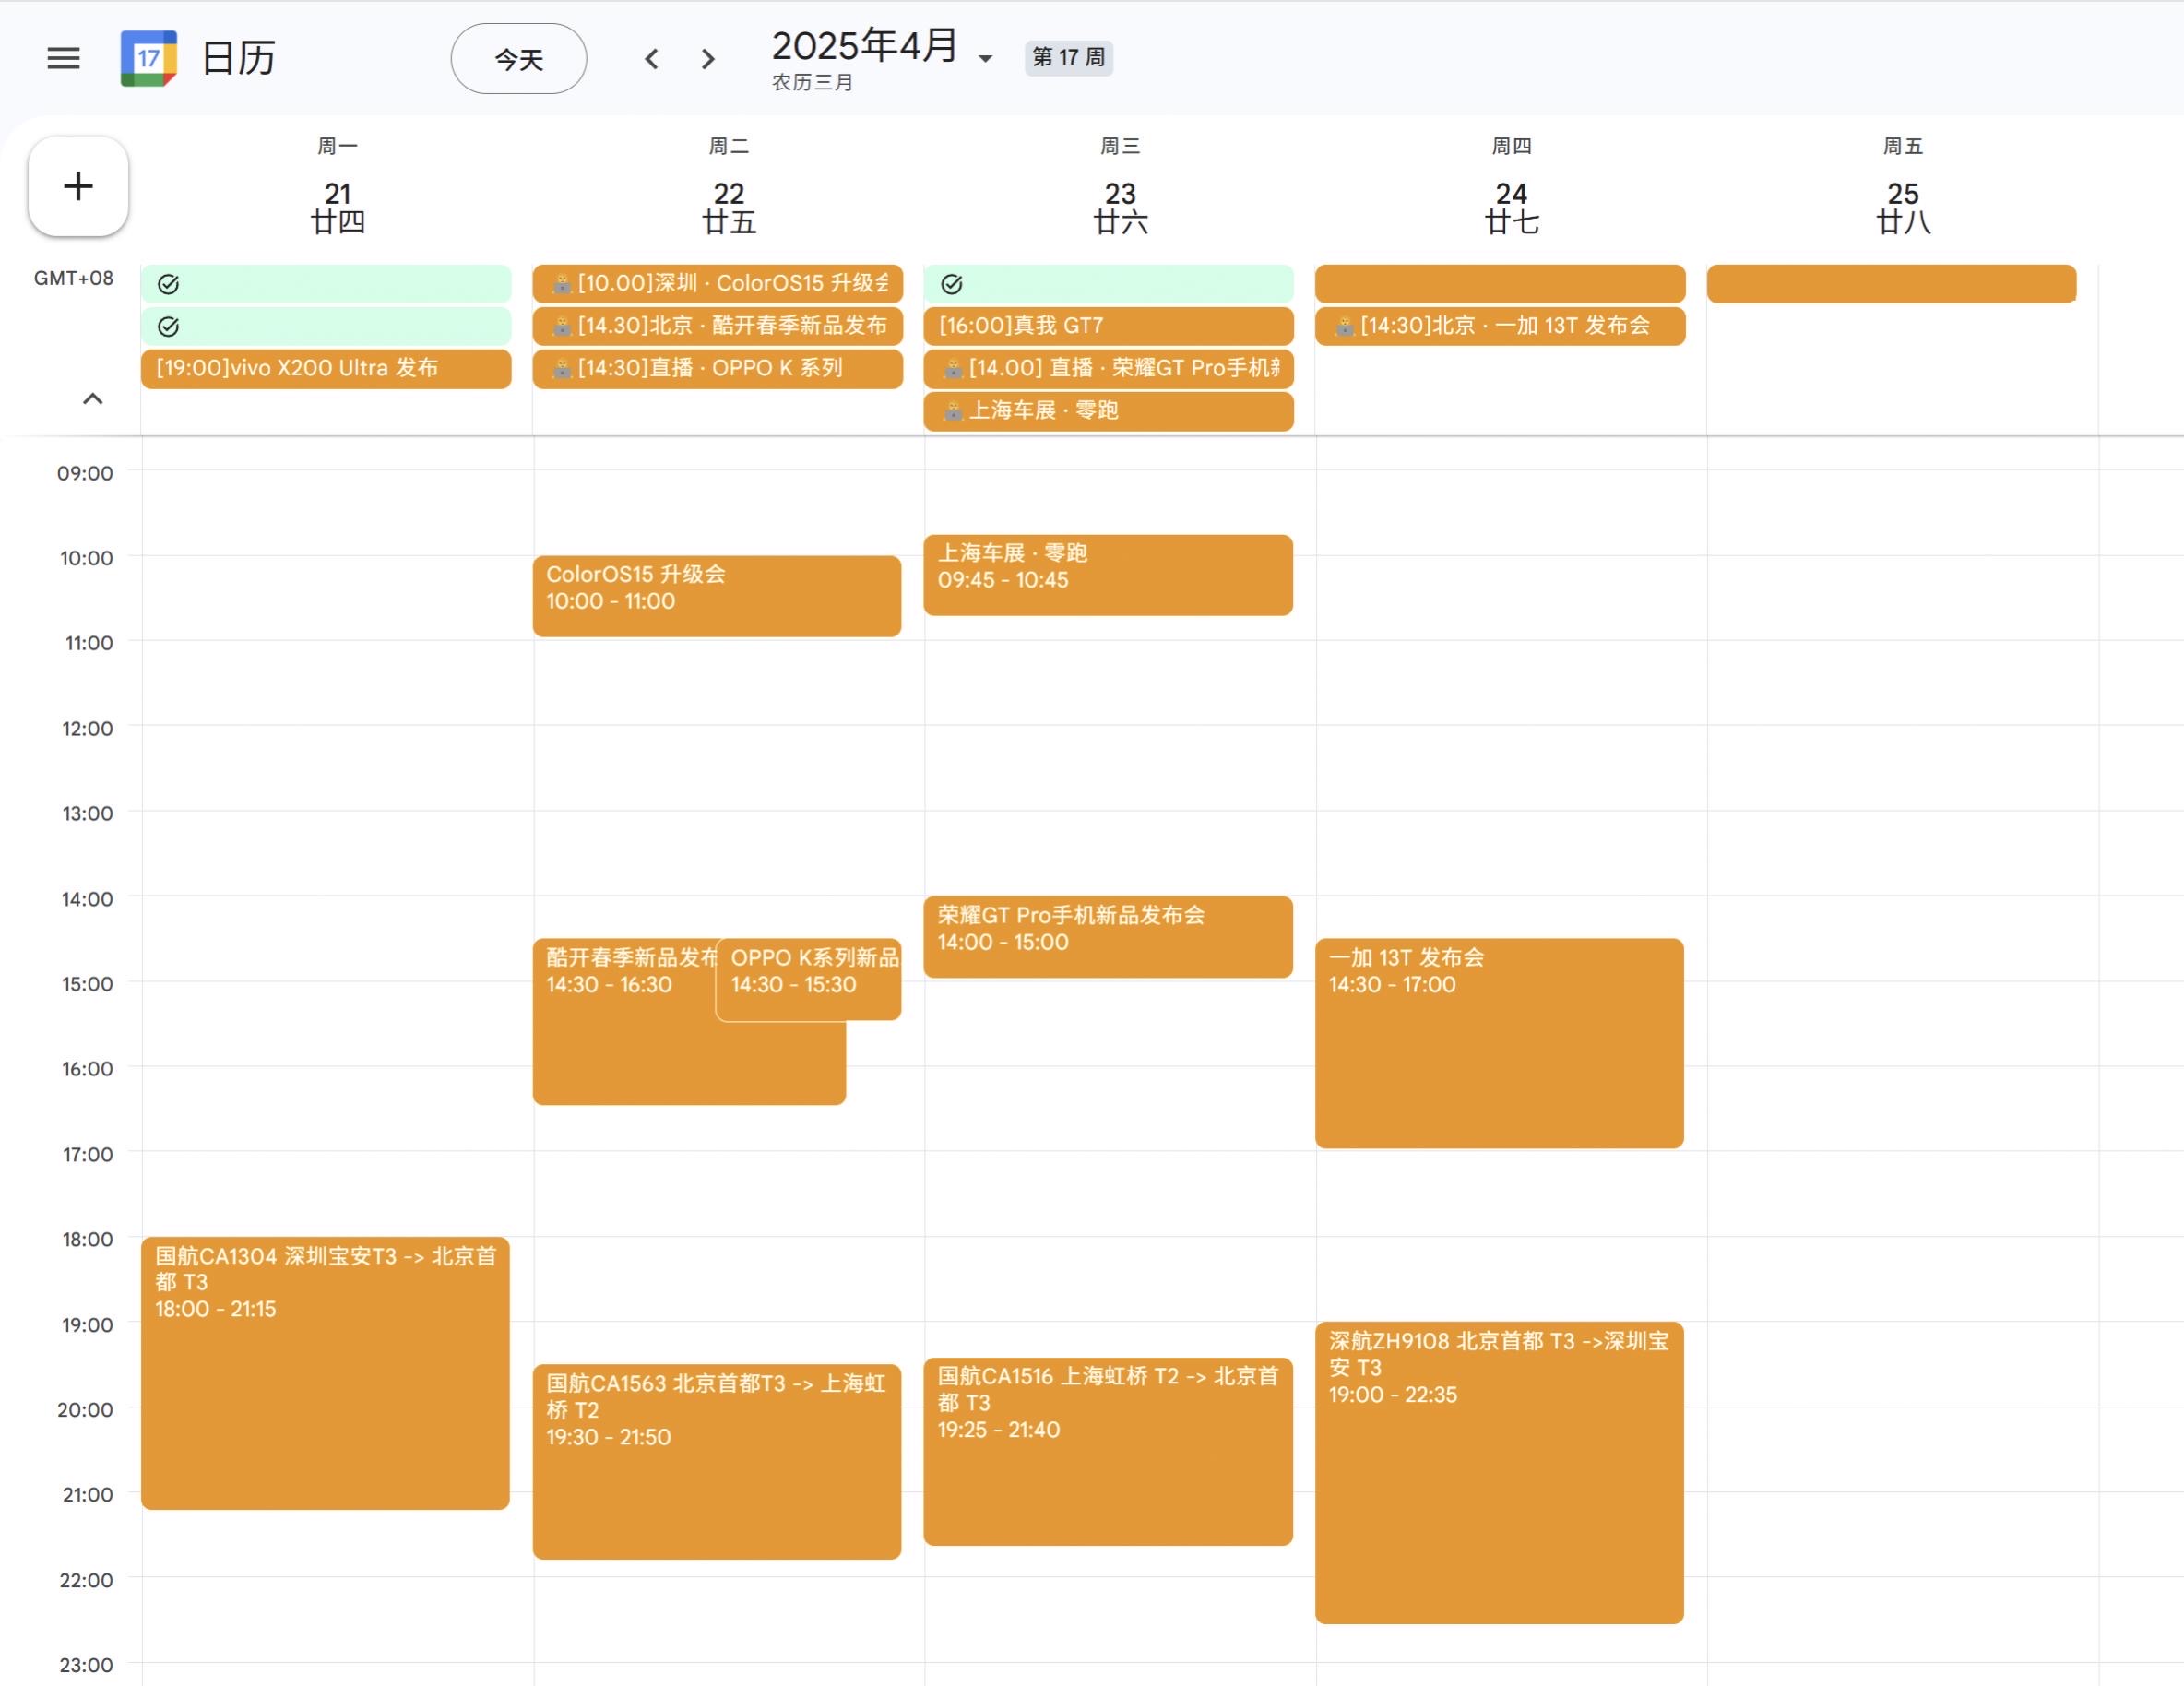 17
日历
今天
2025年4月
农历三月
第 17 周
周一
21
廿四
周二
22
廿五
周三
23
廿六
周四
24
廿七
周五
25
廿八
GMT+08
[19:00]vivo X200 Ultra 发布
[10.00]深圳 · ColorOS15 升级
[14.30]北京 · 酷开春季新品发布
[14:30]直播 · OPPO K 系列
[16:00]真我 GT7
[14.00] 直播 · 荣耀GT Pro手机
上海车展 · 零跑
[14:30]北京 · 一加 13T 发布会
09:00
10:00
11:00
12:00
13:00
14:00
15:00
16:00
17:00
18:00
19:00
20:00
21:00
22:00
23:00
国航CA1304 深圳宝安T3 -> 北京首
都 T3
18:00 - 21:15
ColorOS15 升级会
10:00 - 11:00
酷开春季新品发布
14:30 - 16:30
OPPO K系列新品
14:30 - 15:30
国航CA1563 北京首都T3 -> 上海虹
桥 T2
19:30 - 21:50
上海车展 · 零跑
09:45 - 10:45
荣耀GT Pro手机新品发布会
14:00 - 15:00
国航CA1516 上海虹桥 T2 -> 北京首
都 T3
19:25 - 21:40
一加 13T 发布会
14:30 - 17:00
深航ZH9108 北京首都 T3 ->深圳宝
安 T3
19:00 - 22:35